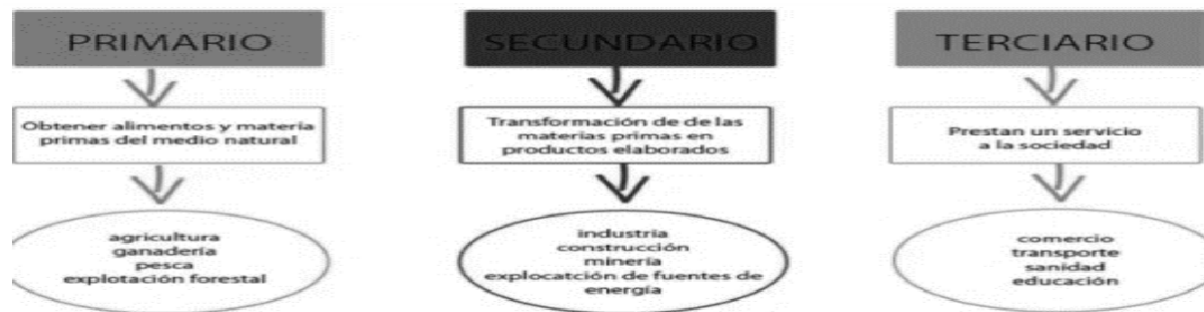 PRIMARIO
Obtener alimentos y materia
primas del medio natural
agricultura
ganadería
pesca
explotación forestal
SECUNDARIO
Transformación de de las
materias primas en
productos elaborados
industria
construcción
minería
explocatción de fuentes de
energía
TERCIARIO
Prestan un servicio
a la sociedad
comercio
transporte
sanidad
educación